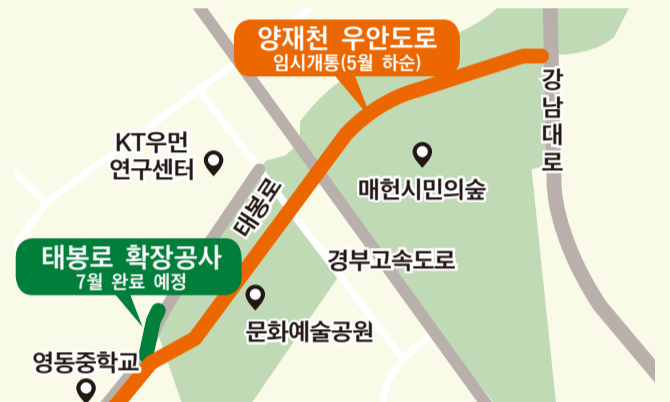 양재천 우안도로
임시개통(5월 하순)
강남대로
KT우먼
연구센터
매헌시민의숲
태봉로
경부고속도로
태봉로 확장공사
7월 완료 예정
문화예술공원
영동중학교